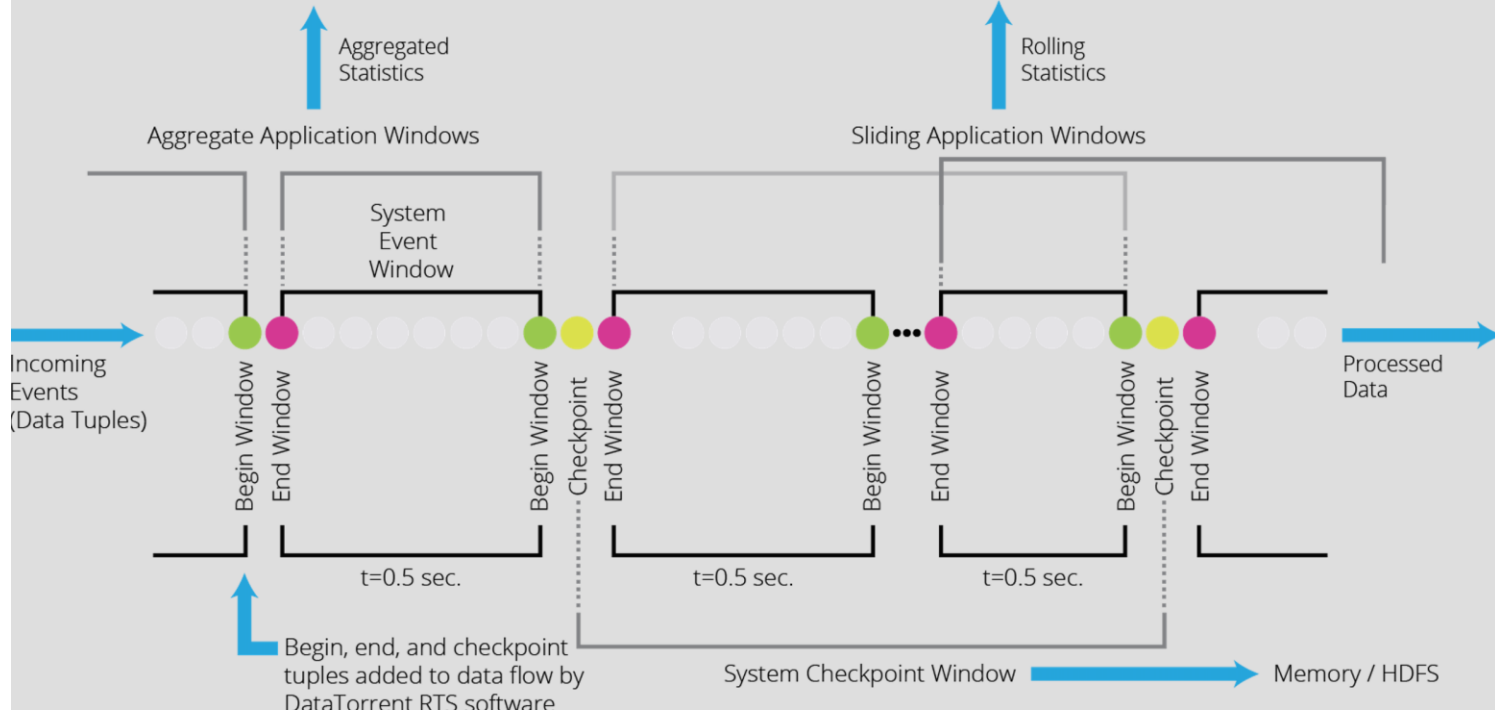 Aggregated
Statistics
Rolling
Statistics
Aggregate Application Windows
Sliding Application Windows
System
Event
Window
Incoming
Events
(Data Tuples)
Begin Window
End Window
Begin Window
Checkpoint
End Window
Begin Window
End Window
Begin Window
Checkpoint
End Window
Processed
Data
t=0.5 sec.
t=0.5 sec.
t=0.5 sec.
Begin, end, and checkpoint
tuples added to data flow by
DataTorrent RTS software
System Checkpoint Window
Memory / HDFS